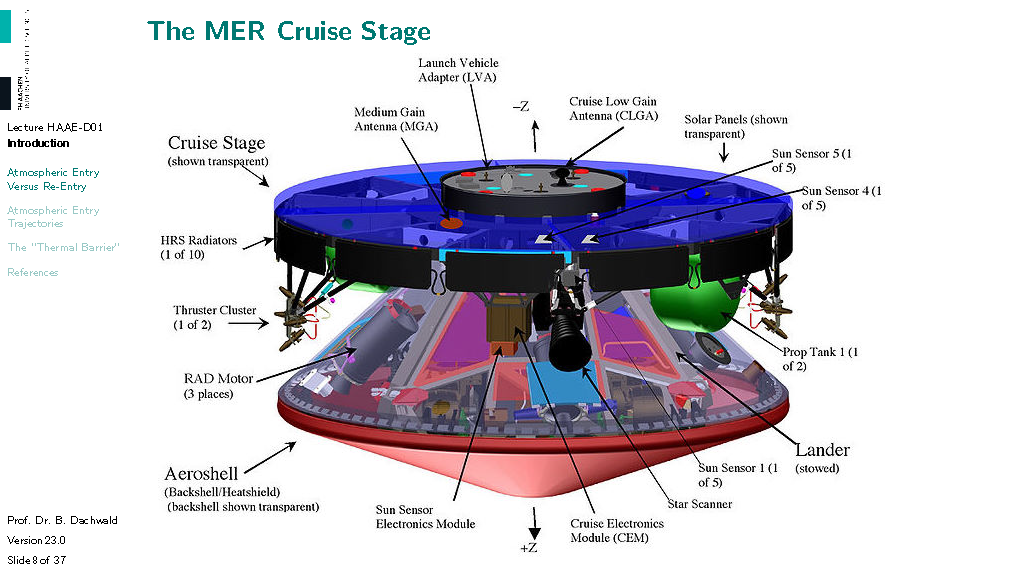 The MER Cruise Stage
Lecture HAAE-D01
Introduction
Atmospheric Entry
Versus Re-Entry
Atmospheric Entry
Trajectories
The "Thermal Barrier"
References
Launch Vehicle
Adapter (LVA)
Medium Gain
Antenna (MGA)
–Z
Cruise Low Gain
Antenna (CLGA)
Solar Panels (shown
transparent)
Cruise Stage
(shown transparent)
Sun Sensor 5 (1
of 5)
Sun Sensor 4 (1
of 5)
HRS Radiators
(1 of 10)
Thruster Cluster
(1 of 2)
Prop Tank 1 (1
of 2)
RAD Motor
(3 places)
Lander
(stowed)
Aeroshell
(Backshell/Heatshield)
(backshell shown transparent)
Sun Sensor 1 (1
of 5)
Star Scanner
Sun Sensor
Electronics Module
Cruise Electronics
Module (CEM)
+Z
Prof. Dr. B. Dachwald
Version 23.0
Slide 8 of 37